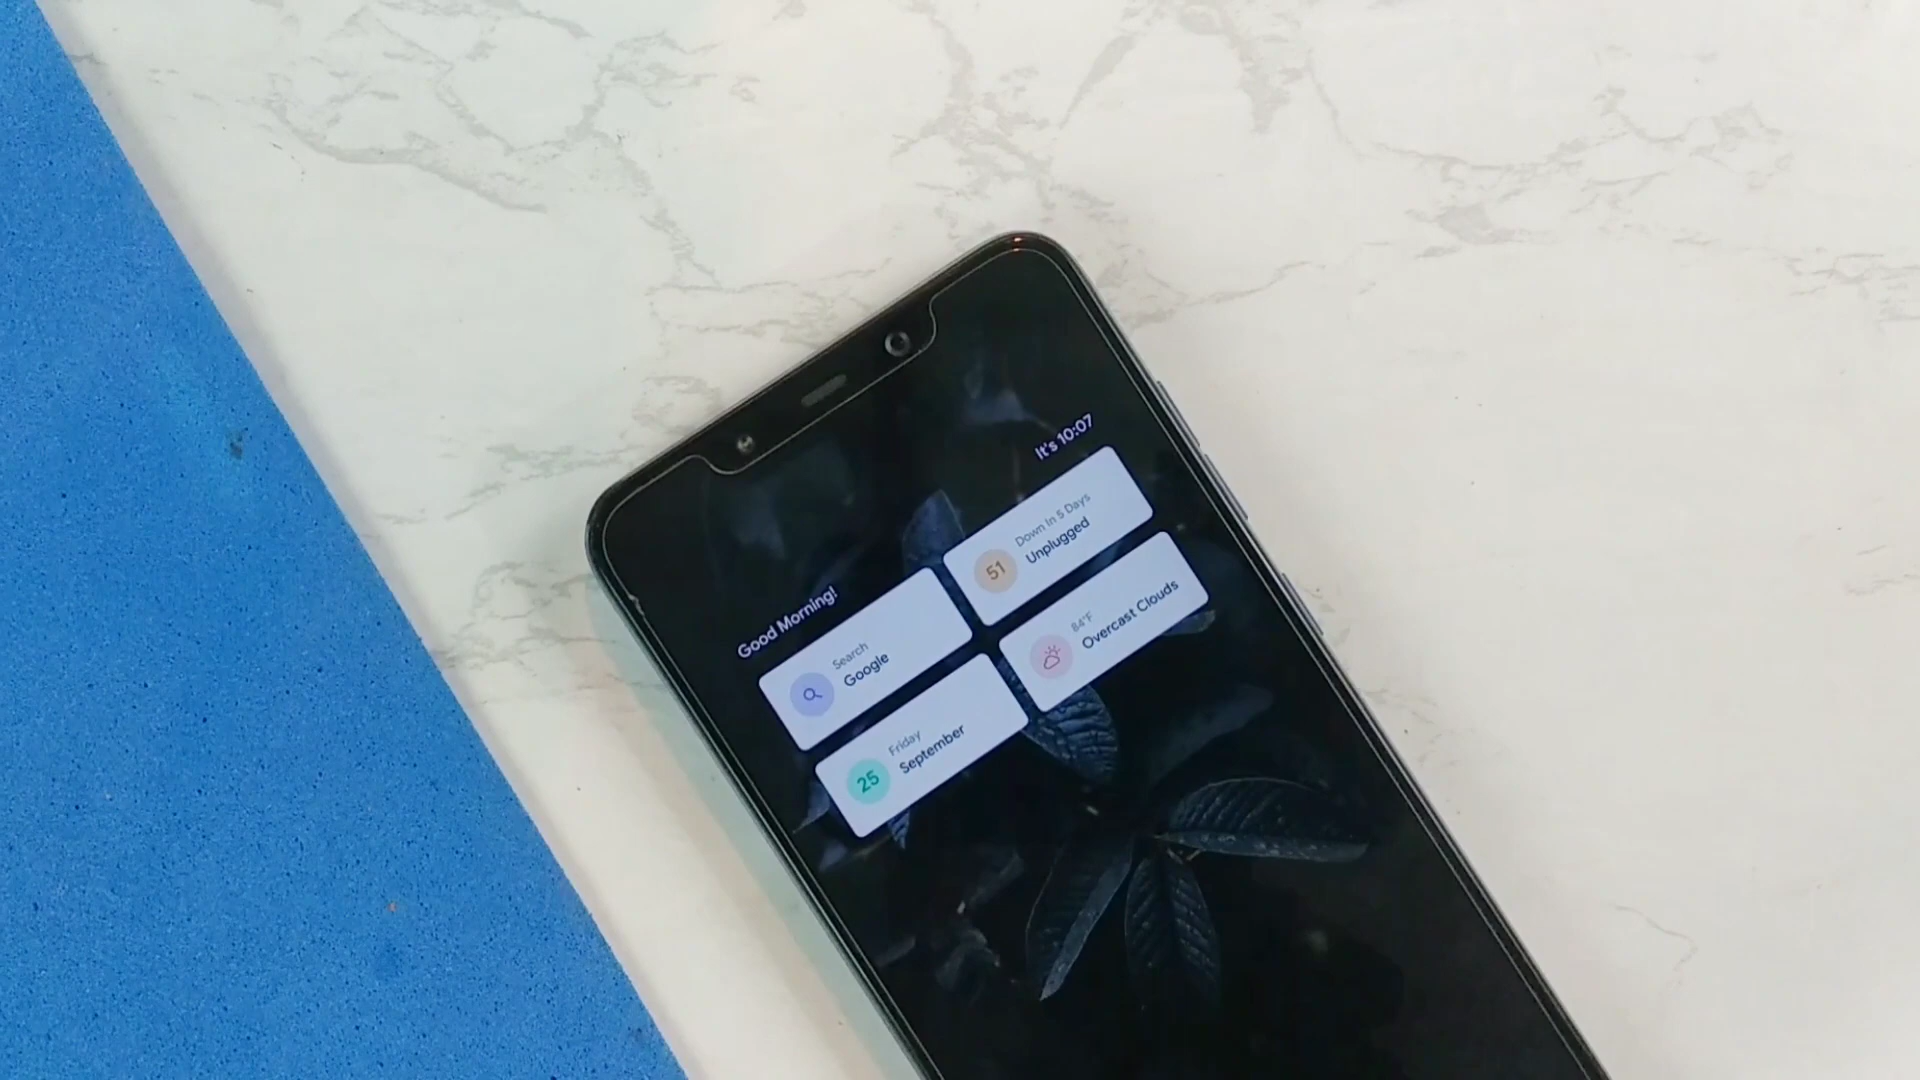 Good Morning!
It's 10:07
Search
Google
Down In 5 Days
51
Unplugged
Friday
25
September
84°F
Overcast Clouds